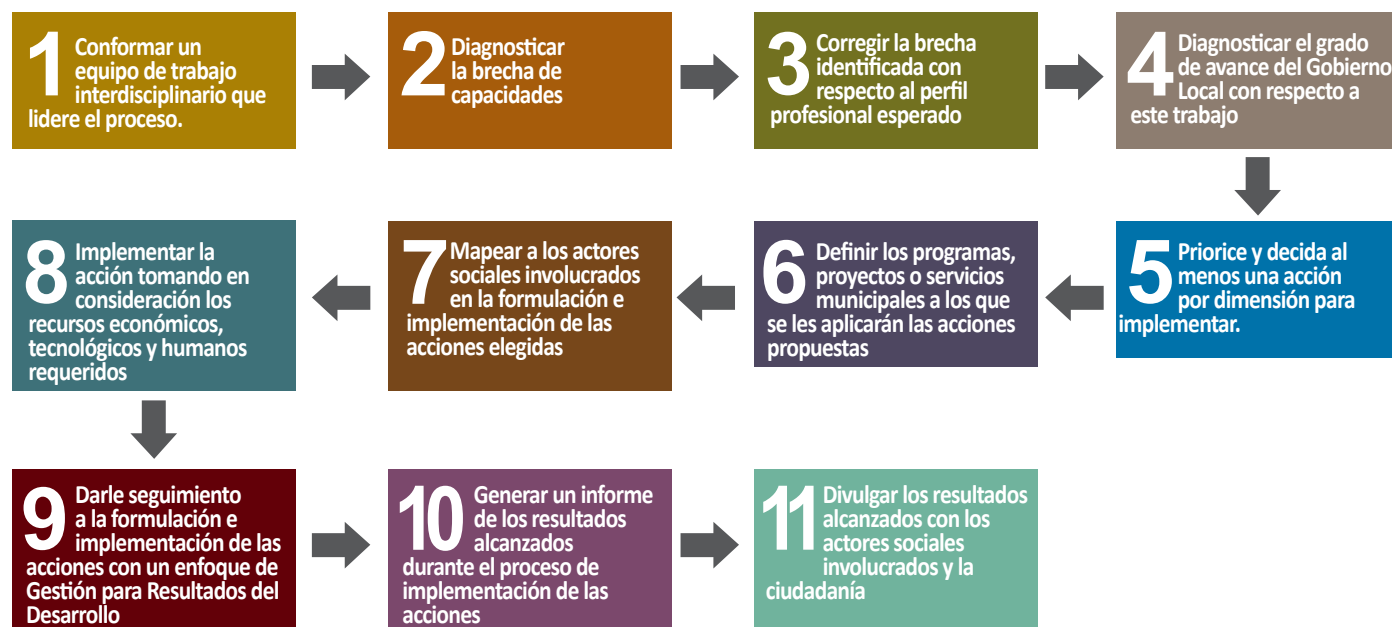 1 Conformar un
equipo de trabajo
interdisciplinario que
lidere el proceso.
2 Diagnosticar
la brecha de
capacidades
3 Corregir la brecha
identificada con
respecto al perfil
profesional esperado
4 Diagnosticar el grado
de avance del Gobierno
Local con respecto a
este trabajo
5 Priorice y decida al
menos una acción
por dimensión para
implementar.
6 Definir los programas,
proyectos o servicios
municipales a los que
se les aplicarán las acciones
propuestas
7 Mapear a los actores
sociales involucrados
en la formulación e
implementación de las
acciones elegidas
8 Implementar la
acción tomando en
consideración los
recursos económicos,
tecnológicos y humanos
requeridos
9 Darle seguimiento
a la formulación e
implementación de las
acciones con un enfoque de
Gestión para Resultados del
Desarrollo
10 Generar un informe
de los resultados
alcanzados
durante el proceso de
implementación de las
acciones
11 Divulgar los resultados
alcanzados con los
actores sociales
involucrados y la
ciudadanía